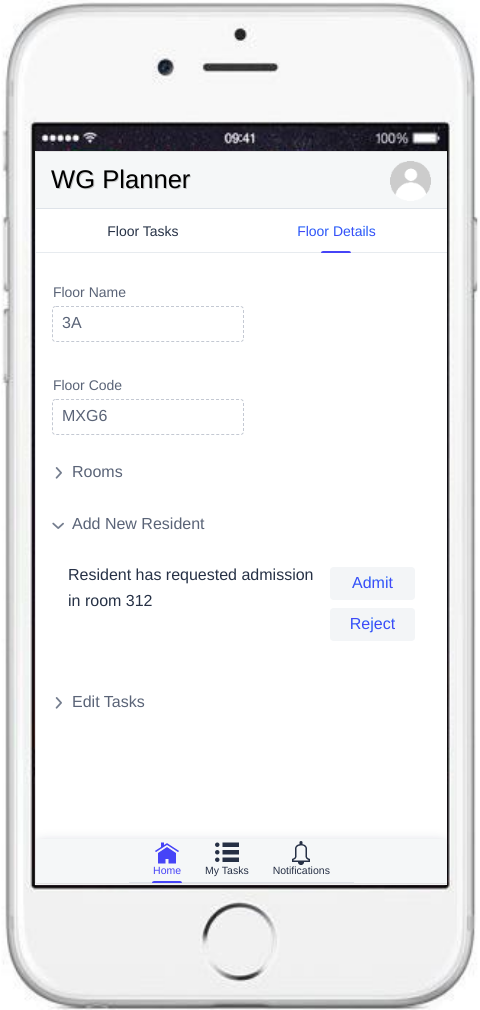 09:41
100%
WG Planner
Floor Tasks
Floor Details
Floor Name
3A
Floor Code
MXG6
Rooms
Add New Resident
Resident has requested admission
in room 312
Admit
Reject
Edit Tasks
Home
My Tasks
Notifications